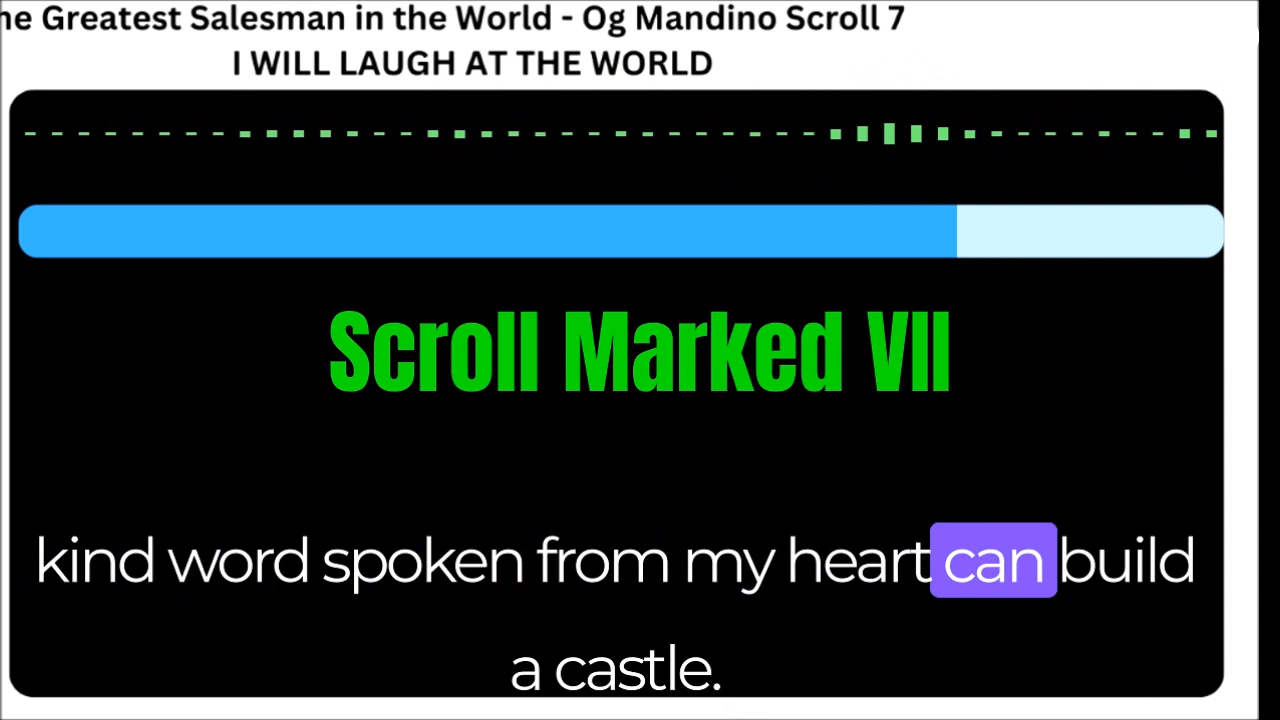 he Greatest Salesman in the World - Og Mandino Scroll 7
I WILL LAUGH AT THE WORLD
Scroll Marked VII
kind word spoken from my heart can build
a castle.